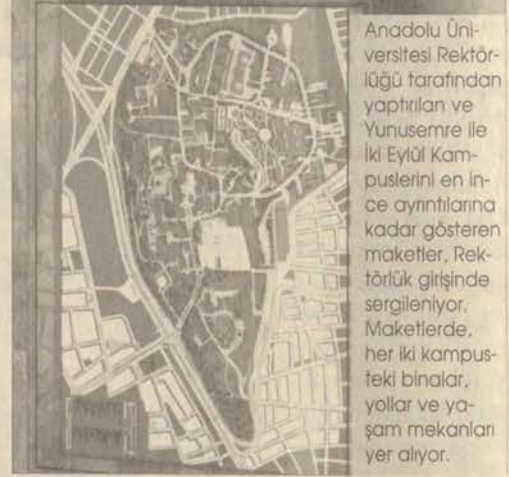 Anadolu Üni-
versitesi Rektör-
lüğü tarafından
yaptırılan ve
Yunusemre ile
İki Eylül Kam-
puslerini en in-
ce ayrıntılarına
kadar gösteren
maketler, Rek-
törlük girişinde
sergileniyor.
Maketlerde,
her iki kampus-
teki binalar,
yollar ve ya-
şam mekanları
yer alıyor.